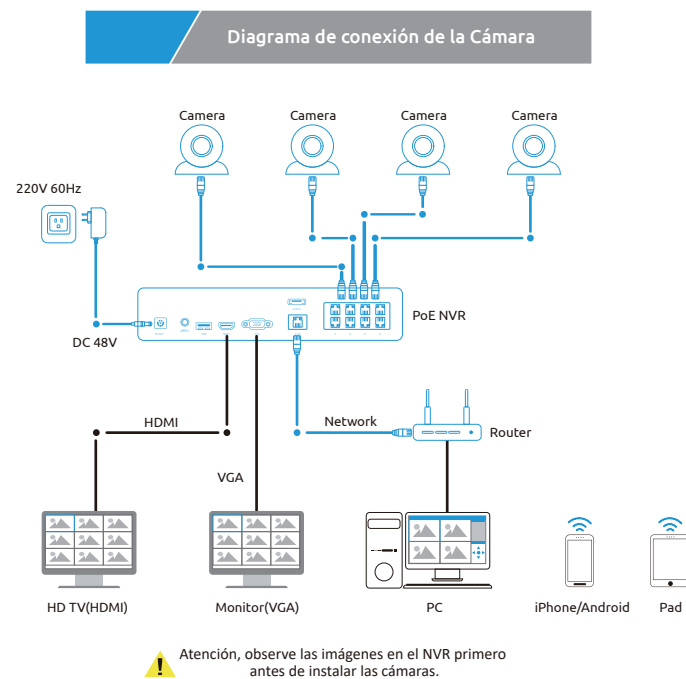 Diagrama de conexión de la Cámara
Camera
Camera
Camera
Camera
220V 60Hz
PoE NVR
DC 48V
HDMI
Network
Router
VGA
HD TV(HDMI)
Monitor(VGA)
PC
iPhone/Android
Pad
Atención, observe las imágenes en el NVR primero
antes de instalar las cámaras.